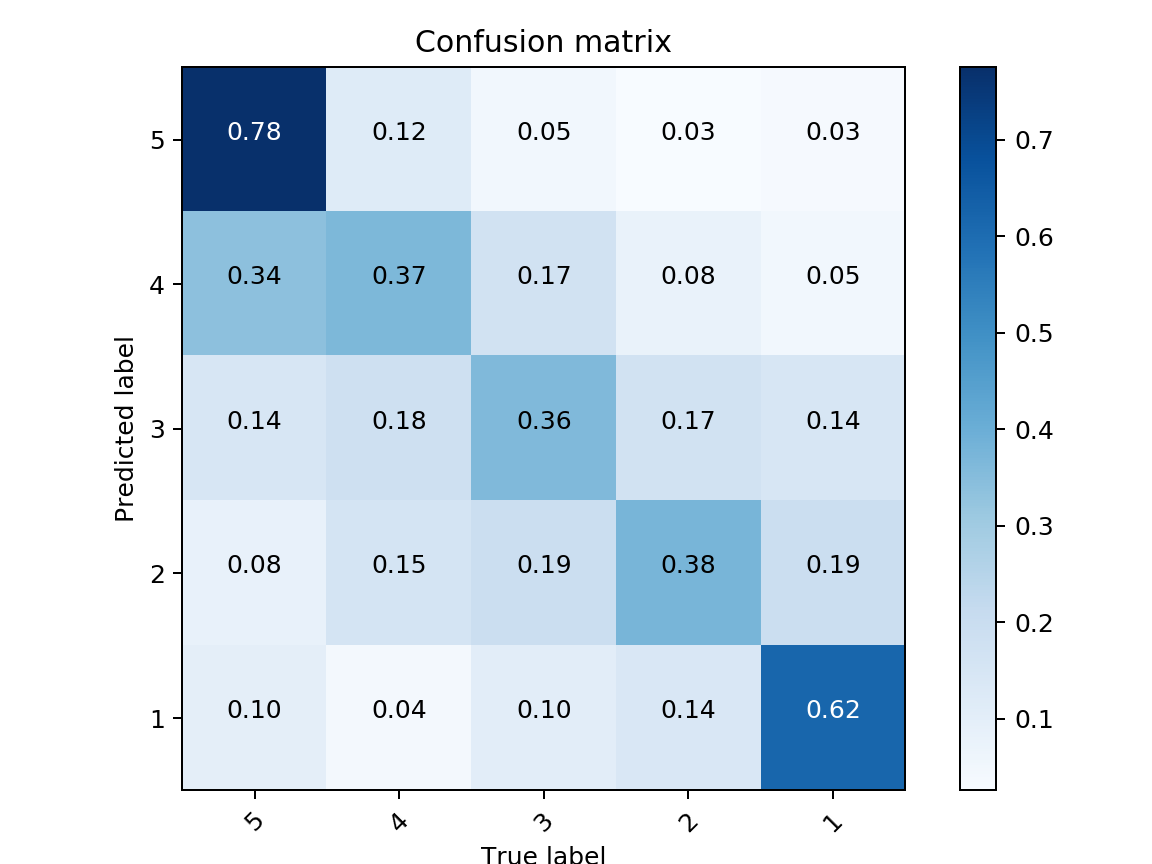 Confusion matrix
5 0.78 0.12 0.05 0.03 0.03
4 0.34 0.37 0.17 0.08 0.05
3 0.14 0.18 0.36 0.17 0.14
2 0.08 0.15 0.19 0.38 0.19
1 0.10 0.04 0.10 0.14 0.62
5 4 3 2 1
Predicted label
True label
0.7
0.6
0.5
0.4
0.3
0.2
0.1